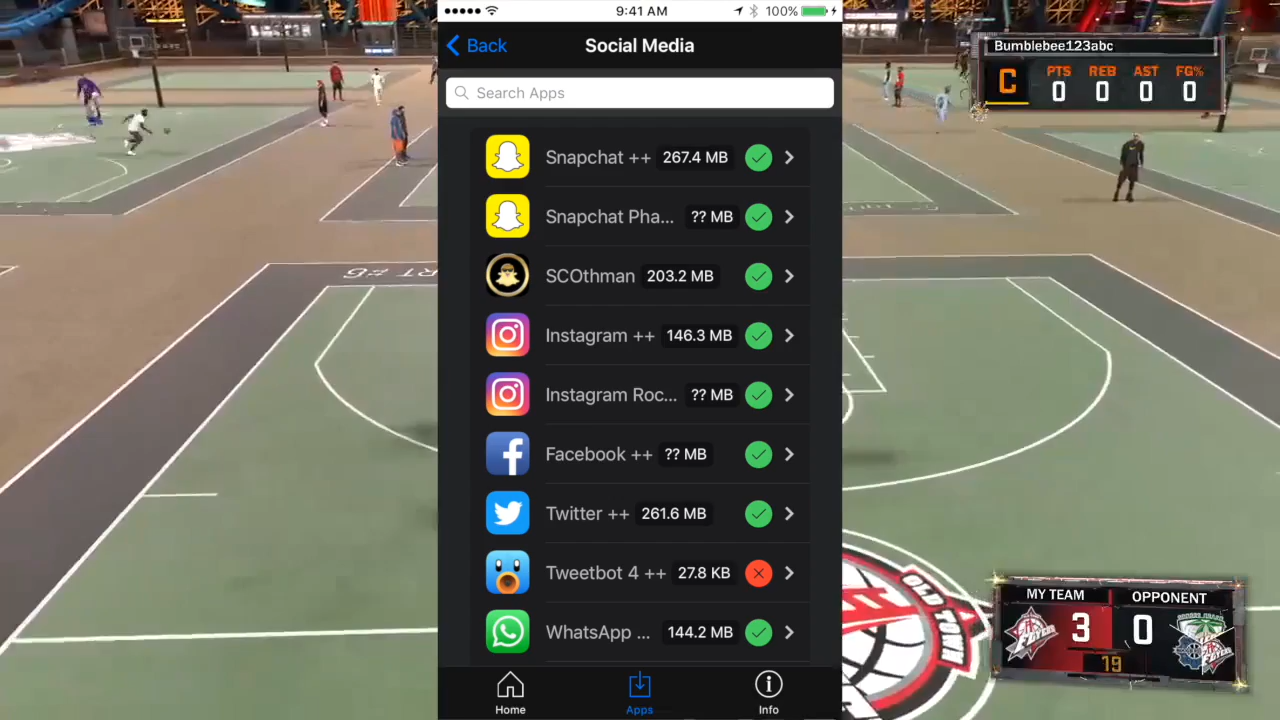 9:41 AM
100%
Back
Social Media
Search Apps
Snapchat ++ 267.4 MB
Snapchat Pha... ?? MB
SCOthman 203.2 MB
Instagram ++ 146.3 MB
Instagram Roc... ?? MB
Facebook ++ ?? MB
Twitter ++ 261.6 MB
Tweetbot 4 ++ 27.8 KB
WhatsApp ... 144.2 MB
Home
Apps
Info
Bumblebee123abc
C
PTS REB AST FG%
0 0 0 0
OLD TOWN
MY TEAM OPPONENT
3 0
19